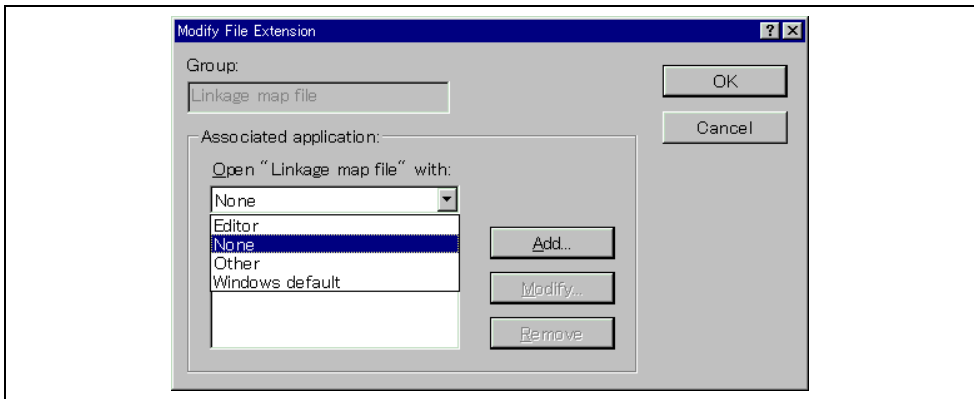 Modify File Extension
Group:
Linkage map file
OK
Cancel
Associated application:
Open "Linkage map file" with:
None
Editor
None
Other
Windows default
Add...
Modify...
Remove